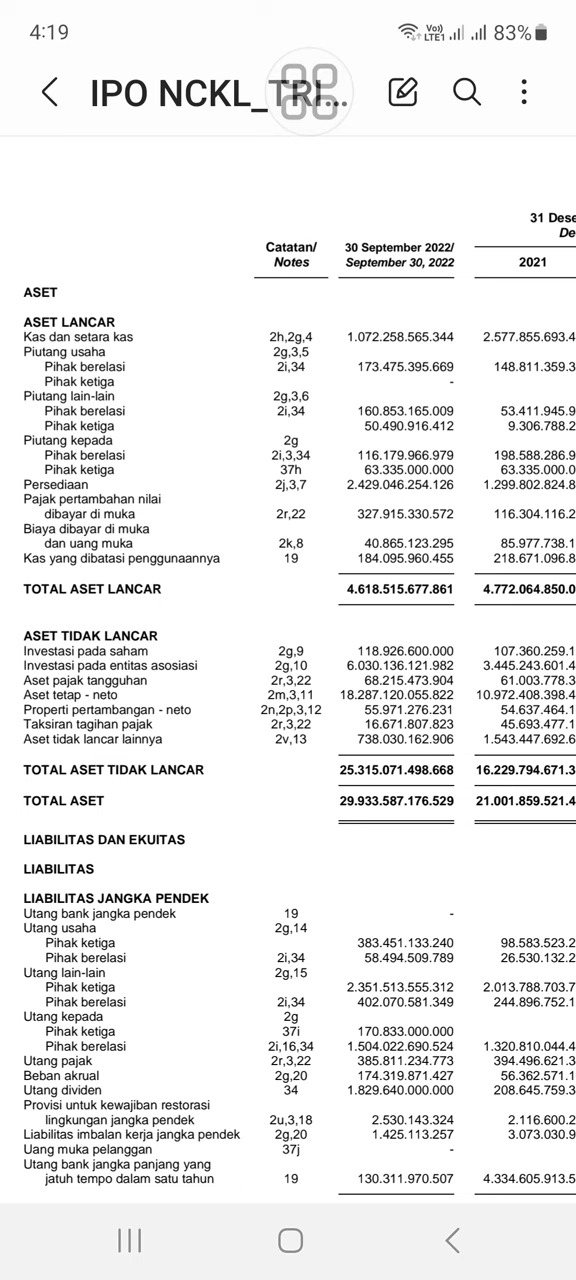 4:19 Vo)) LTE1 83%
IPO NCKL_TRI...
31 Dese
De
Catatan/ 30 September 2022/
Notes September 30, 2022 2021
ASET
ASET LANCAR
Kas dan setara kas 2h,2g,4 1.072.258.565.344 2.577.855.693.4
Piutang usaha 2g,3,5
Pihak berelasi 2i,34 173.475.395.669 148.811.359.3
Pihak ketiga -
Piutang lain-lain 2g,3,6
Pihak berelasi 2i,34 160.853.165.009 53.411.945.9
Pihak ketiga 50.490.916.412 9.306.788.2
Piutang kepada 2g
Pihak berelasi 2i,3,34 116.179.966.979 198.588.286.9
Pihak ketiga 37h 63.335.000.000 63.335.000.0
Persediaan 2j,3,7 2.429.046.254.126 1.299.802.824.8
Pajak pertambahan nilai
dibayar di muka 2r,22 327.915.330.572 116.304.116.2
Biaya dibayar di muka
dan uang muka 2k,8 40.865.123.295 85.977.738.1
Kas yang dibatasi penggunaannya 19 184.095.960.455 218.671.096.8
TOTAL ASET LANCAR 4.618.515.677.861 4.772.064.850.0
ASET TIDAK LANCAR
Investasi pada saham 2g,9 118.926.600.000 107.360.259.1
Investasi pada entitas asosiasi 2g,10 6.030.136.121.982 3.445.243.601.4
Aset pajak tangguhan 2r,3,22 68.215.473.904 61.003.778.3
Aset tetap - neto 2m,3,11 18.287.120.055.822 10.972.408.398.4
Properti pertambangan - neto 2n,2p,3,12 55.971.276.231 54.637.464.1
Taksiran tagihan pajak 2r,3,22 16.671.807.823 45.693.477.1
Aset tidak lancar lainnya 2v,13 738.030.162.906 1.543.447.692.6
TOTAL ASET TIDAK LANCAR 25.315.071.498.668 16.229.794.671.3
TOTAL ASET 29.933.587.176.529 21.001.859.521.4
LIABILITAS DAN EKUITAS
LIABILITAS
LIABILITAS JANGKA PENDEK
Utang bank jangka pendek 19 -
Utang usaha 2g,14
Pihak ketiga 383.451.133.240 98.583.523.2
Pihak berelasi 2i,34 58.494.509.789 26.530.132.2
Utang lain-lain 2g,15
Pihak ketiga 2.351.513.555.312 2.013.788.703.7
Pihak berelasi 2i,34 402.070.581.349 244.896.752.1
Utang kepada 2g
Pihak ketiga 37i 170.833.000.000
Pihak berelasi 2i,16,34 1.504.022.690.524 1.320.810.044.4
Utang pajak 2r,3,22 385.811.234.773 394.496.621.3
Beban akrual 2g,20 174.319.871.427 56.362.571.1
Utang dividen 34 1.829.640.000.000 208.645.759.3
Provisi untuk kewajiban restorasi
lingkungan jangka pendek 2u,3,18 2.530.143.324 2.116.600.2
Liabilitas imbalan kerja jangka pendek 2g,20 1.425.113.257 3.073.030.9
Uang muka pelanggan 37j -
Utang bank jangka panjang yang
jatuh tempo dalam satu tahun 19 130.311.970.507 4.334.605.913.5